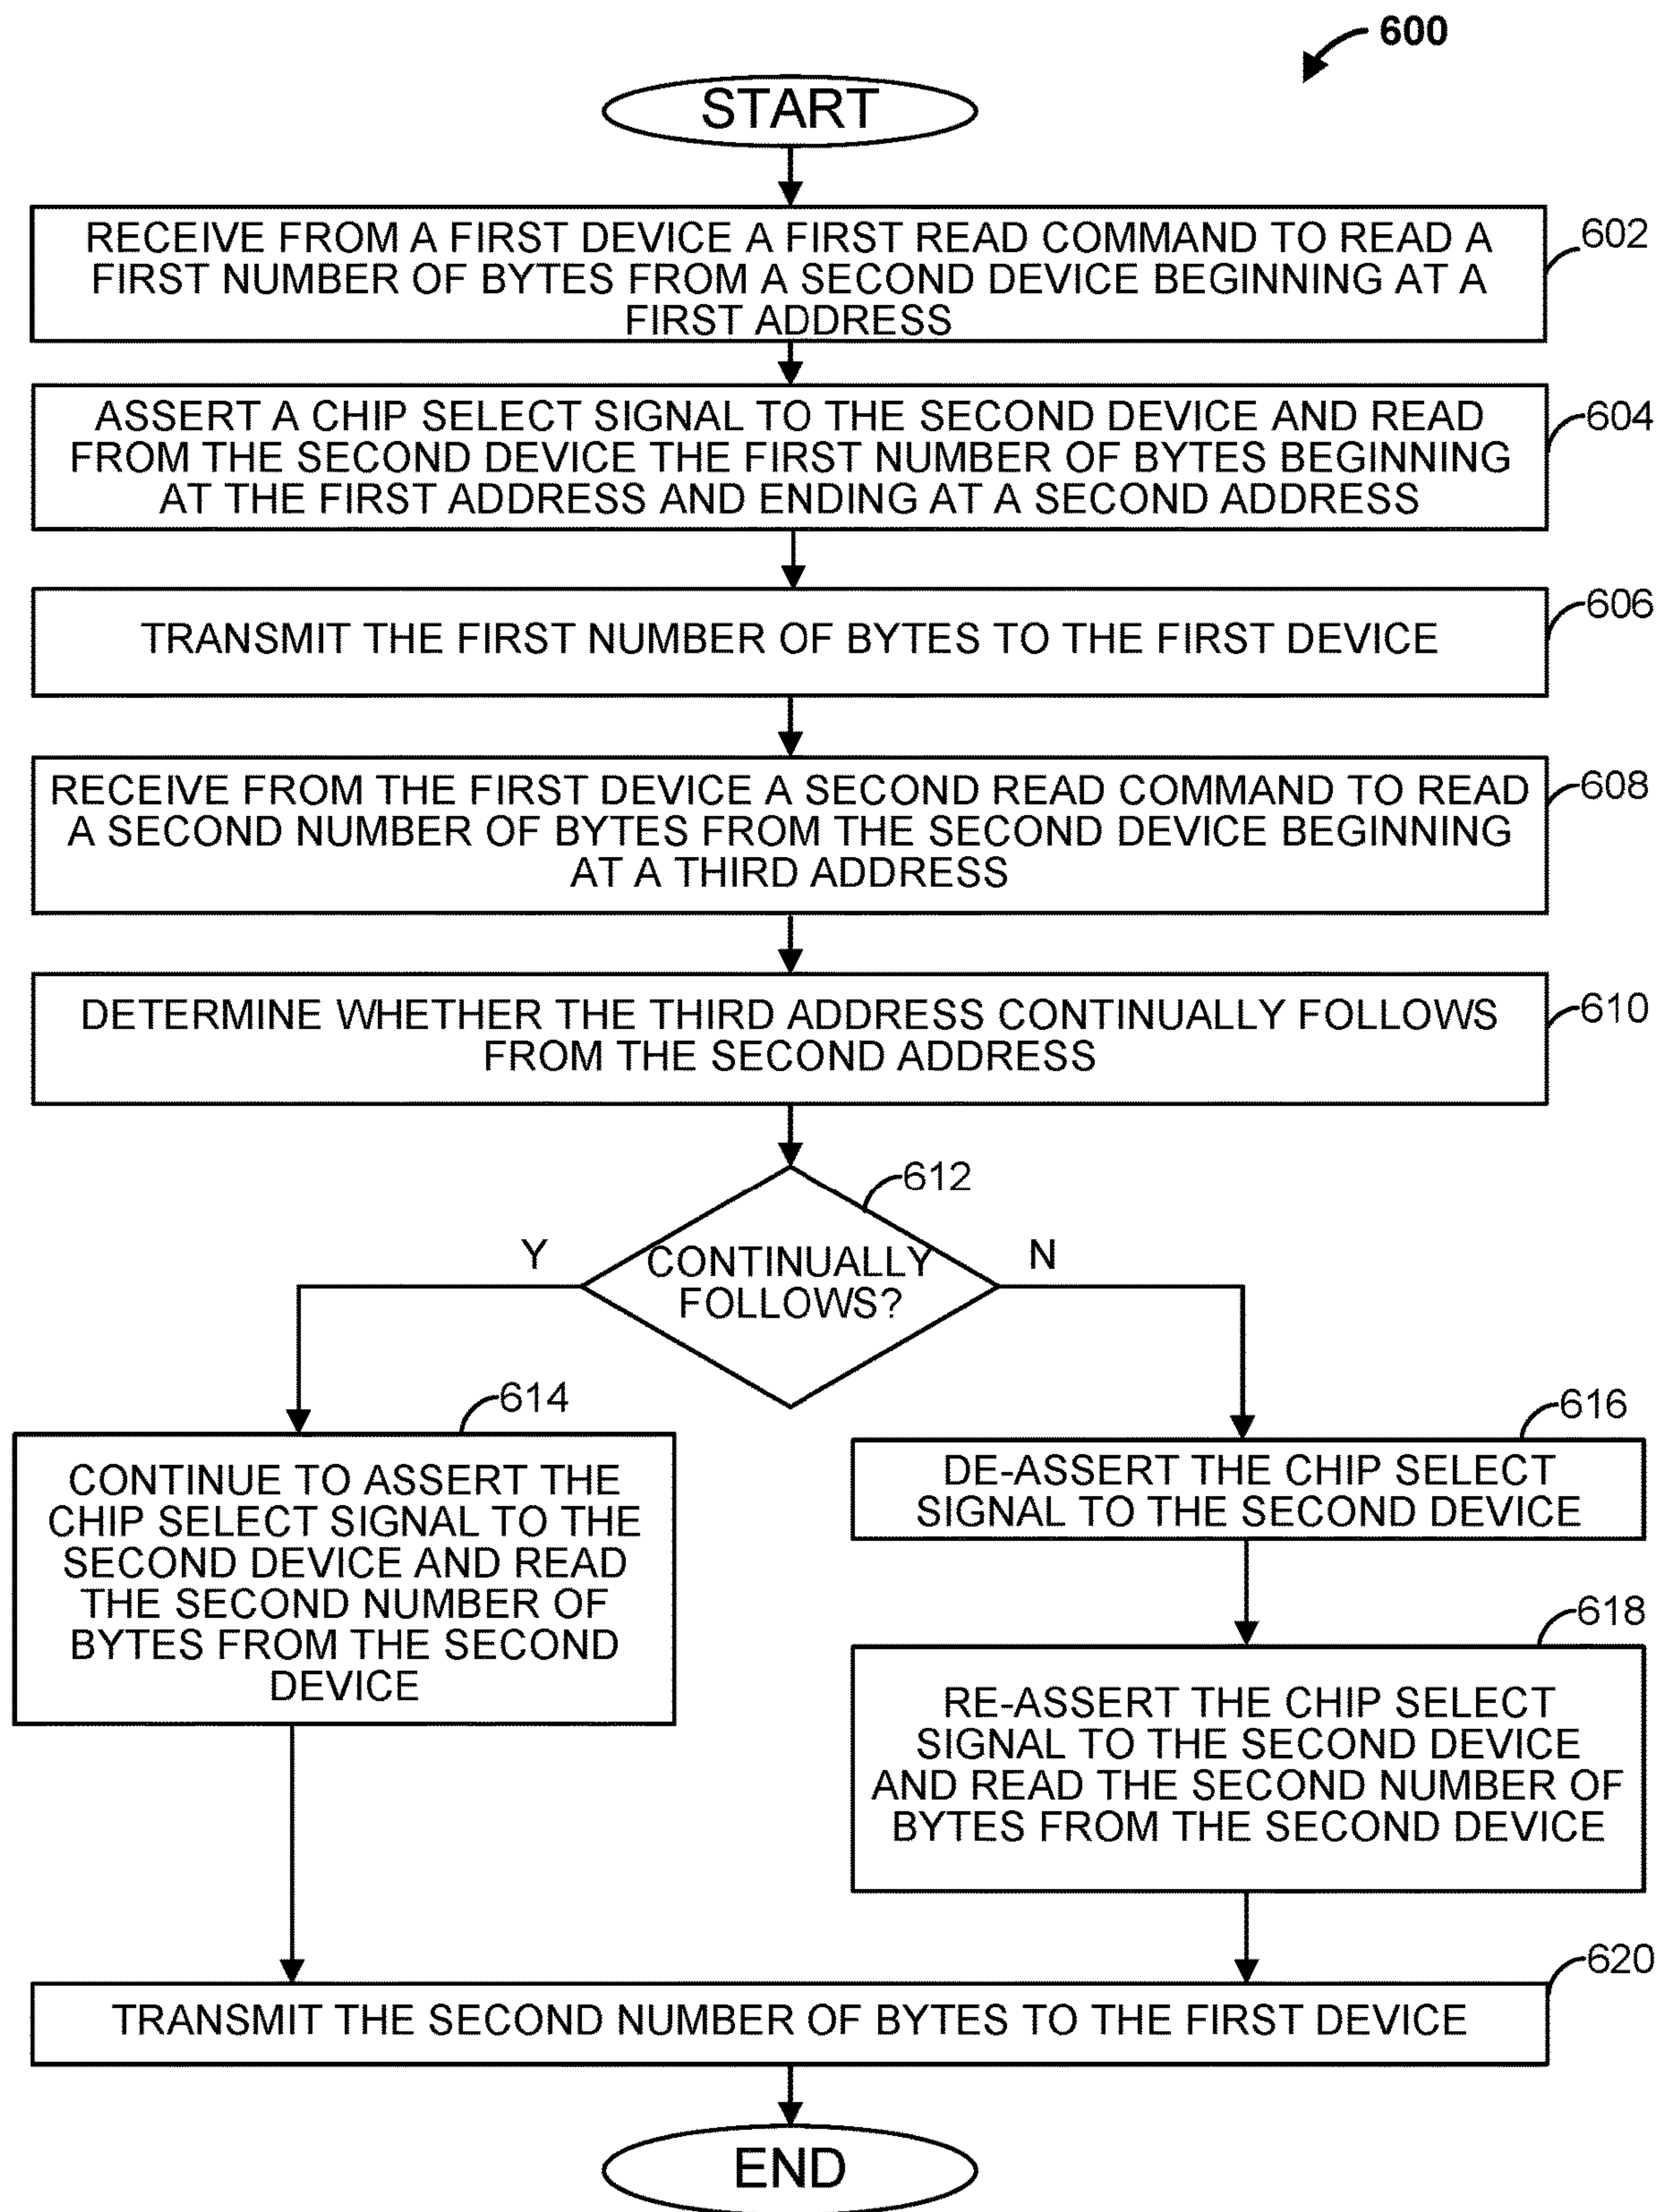 600
START
RECEIVE FROM A FIRST DEVICE A FIRST READ COMMAND TO READ A
FIRST NUMBER OF BYTES FROM A SECOND DEVICE BEGINNING AT A
FIRST ADDRESS
602
ASSERT A CHIP SELECT SIGNAL TO THE SECOND DEVICE AND READ
FROM THE SECOND DEVICE THE FIRST NUMBER OF BYTES BEGINNING
AT THE FIRST ADDRESS AND ENDING AT A SECOND ADDRESS
604
TRANSMIT THE FIRST NUMBER OF BYTES TO THE FIRST DEVICE
606
RECEIVE FROM THE FIRST DEVICE A SECOND READ COMMAND TO READ
A SECOND NUMBER OF BYTES FROM THE SECOND DEVICE BEGINNING
AT A THIRD ADDRESS
608
DETERMINE WHETHER THE THIRD ADDRESS CONTINUALLY FOLLOWS
FROM THE SECOND ADDRESS
610
612
Y
CONTINUALLY
FOLLOWS?
N
614
CONTINUE TO ASSERT THE
CHIP SELECT SIGNAL TO THE
SECOND DEVICE AND READ
THE SECOND NUMBER OF
BYTES FROM THE SECOND
DEVICE
616
DE-ASSERT THE CHIP SELECT
SIGNAL TO THE SECOND DEVICE
618
RE-ASSERT THE CHIP SELECT
SIGNAL TO THE SECOND DEVICE
AND READ THE SECOND NUMBER OF
BYTES FROM THE SECOND DEVICE
620
TRANSMIT THE SECOND NUMBER OF BYTES TO THE FIRST DEVICE
END